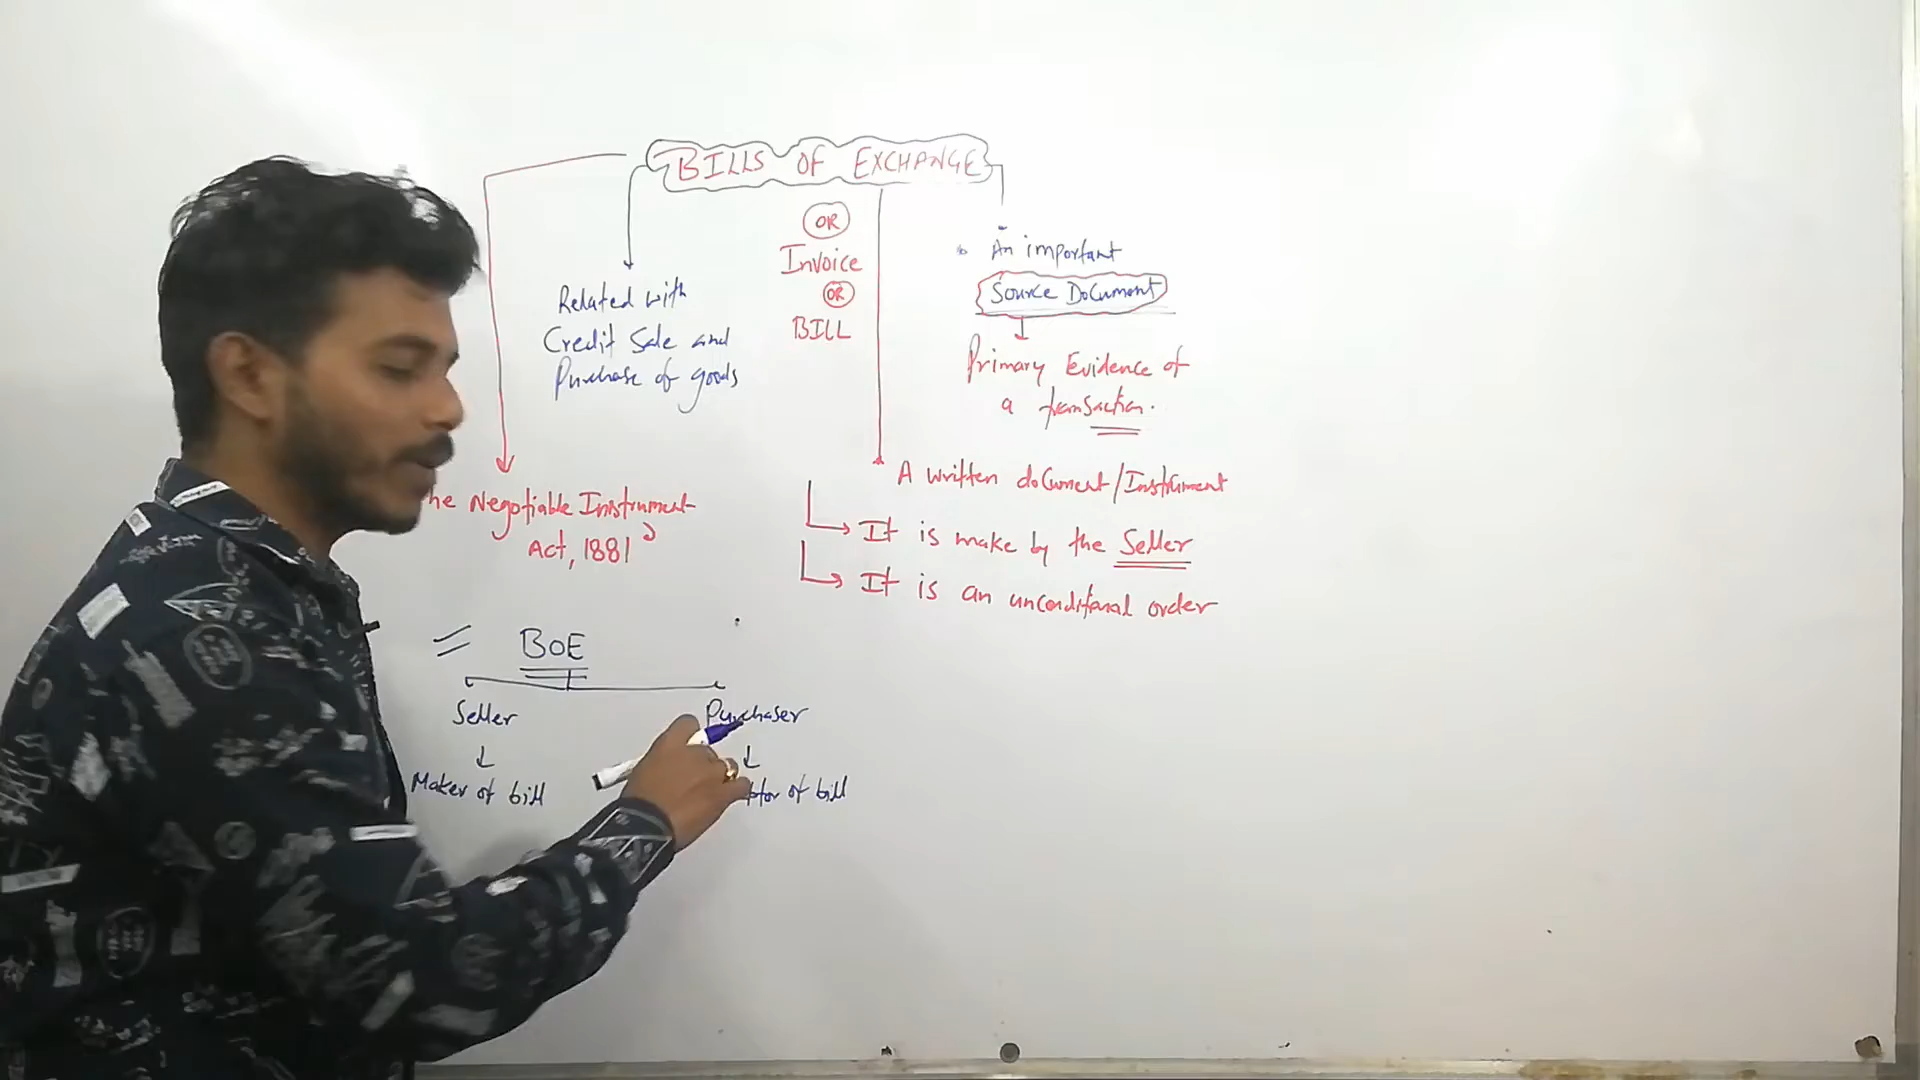 BILLS OF EXCHANGE
OR
Invoice
OR
BILL
Related with
Credit Sale and
Purchase of goods
An important
Source Document
Primary Evidence of
a transaction.
he Negotiable Instrument
Act, 1881
A written document/Instrument
It is make by the Seller
It is an unconditional order
BOE
Seller
Purchaser
Maker of bill
ptor of bill